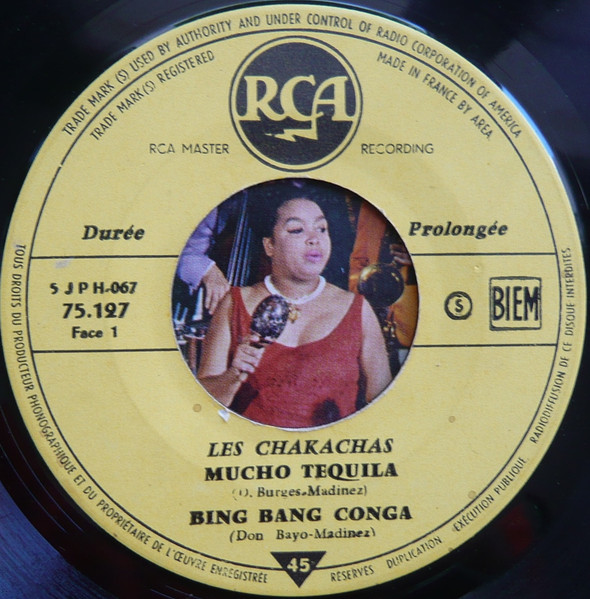 TRADE MARK (S) USED BY AUTHORITY AND UNDER CONTROL OF RADIO CORPORATION OF AMERICA
TRADE MARK(S) REGISTERED
MADE IN FRANCE BY AREA
RCA
RCA MASTER RECORDING
Durée Prolongée
5 J P H-067
75.127
Face 1
S
BIEM
LES CHAKACHAS
MUCHO TEQUILA
(D. Burges-Madinez)
BING BANG CONGA
(Don Bayo-Madinez)
45
TOUS DROITS DU PRODUCTEUR PHONOGRAPHIQUE ET DU PROPRIÉTAIRE DE L'ŒUVRE ENREGISTRÉE RÉSERVÉS DUPLICATION - EXÉCUTION PUBLIQUE RADIODIFFUSION DE CE DISQUE INTERDITES